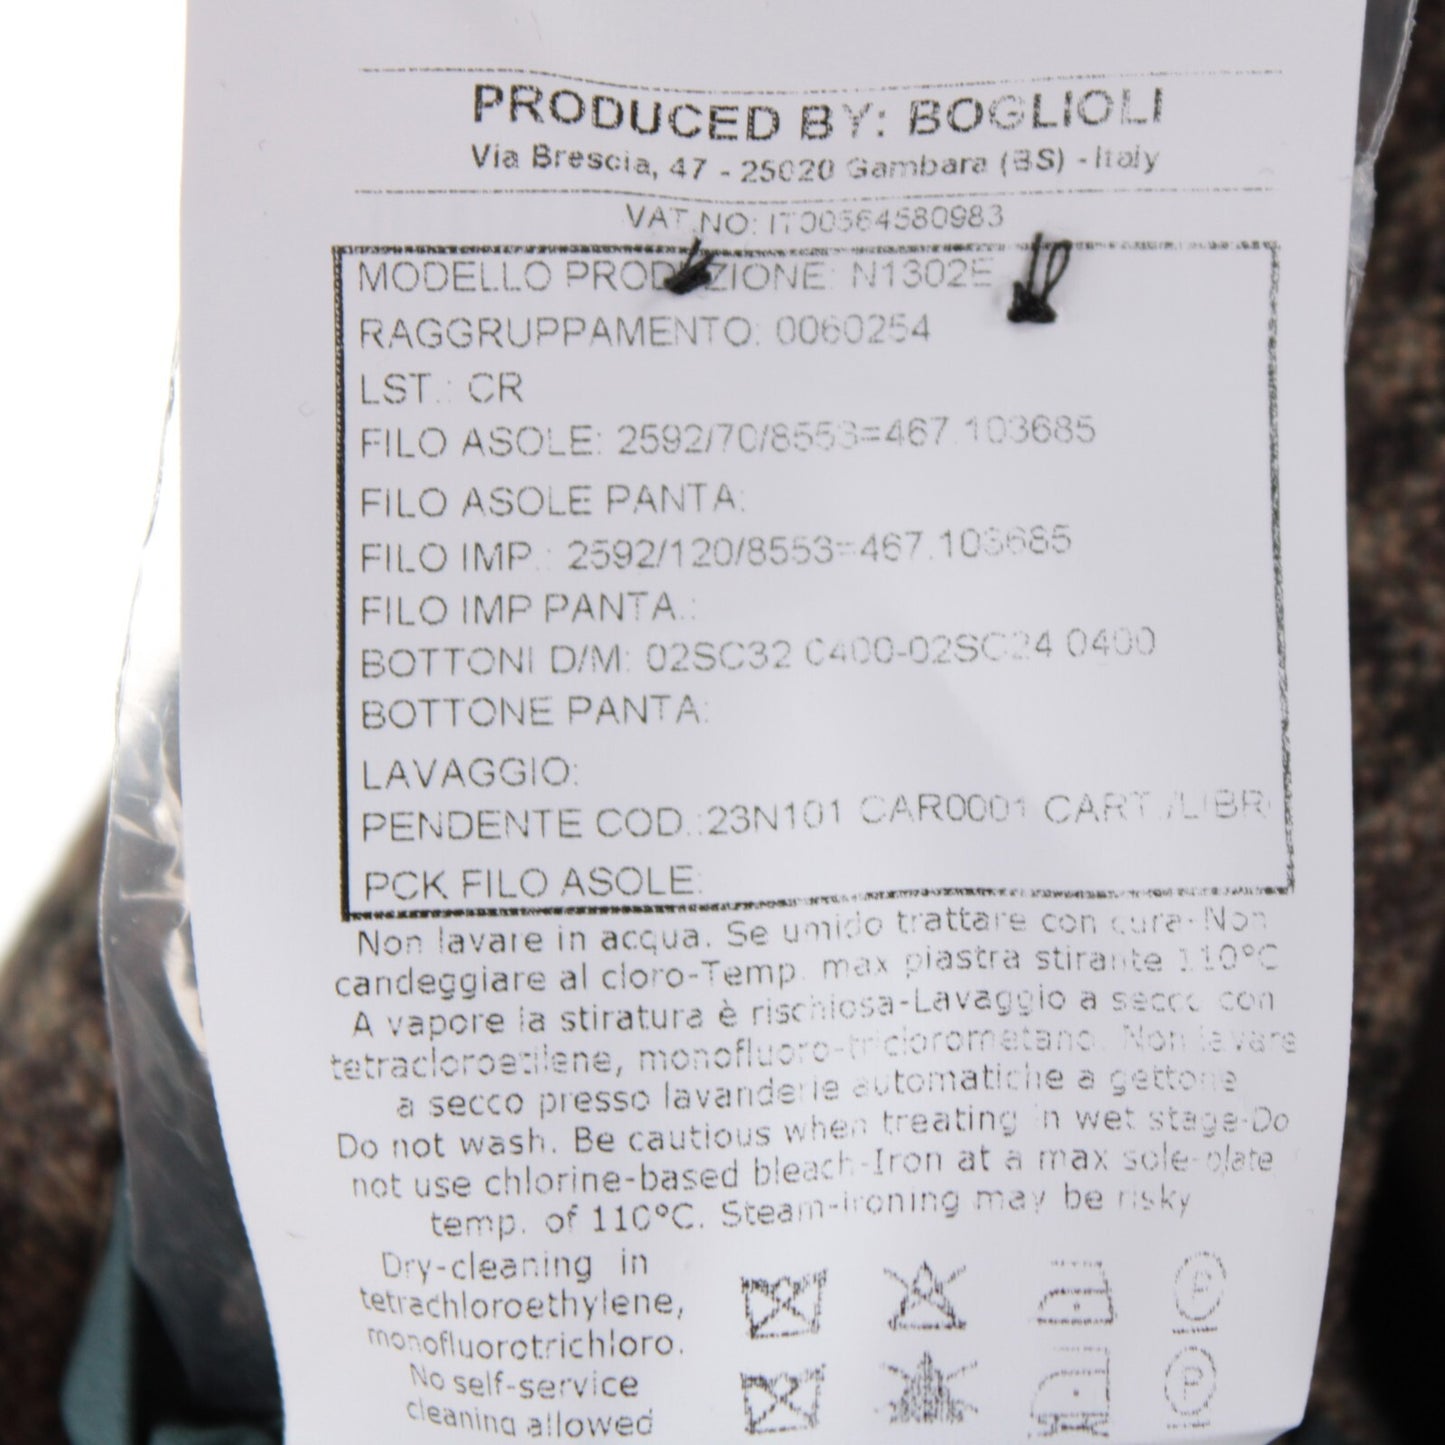 PRODUCED BY: BOGLIOLI
Via Brescia, 47 - 25020 Gambara (BS) - Italy
VAT NO: IT00564580983
MODELLO PRODUZIONE: N1302E
RAGGRUPPAMENTO: 0060254
LST.: CR
FILO ASOLE: 2592/70/8553=467.103685
FILO ASOLE PANTA:
FILO IMP.: 2592/120/8553=467.103685
FILO IMP PANTA.:
BOTTONI D/M: 02SC32 0400-02SC24 0400
BOTTONE PANTA:
LAVAGGIO:
PENDENTE COD.:23N101 CAR0001 CART./LIBR
PCK FILO ASOLE:
Non lavare in acqua. Se umido trattare con cura-Non
candeggiare al cloro-Temp. max piastra stirante 110°C
A vapore la stiratura è rischiosa-Lavaggio a secco con
tetracloroetilene, monofluoro-triclorometano. Non lavare
a secco presso lavanderie automatiche a gettone
Do not wash. Be cautious when treating in wet stage-Do
not use chlorine-based bleach-Iron at a max sole-plate
temp. of 110°C. Steam-ironing may be risky
Dry-cleaning in
tetrachloroethylene,
monofluorotrichloro.
No self-service
cleaning allowed
P
P